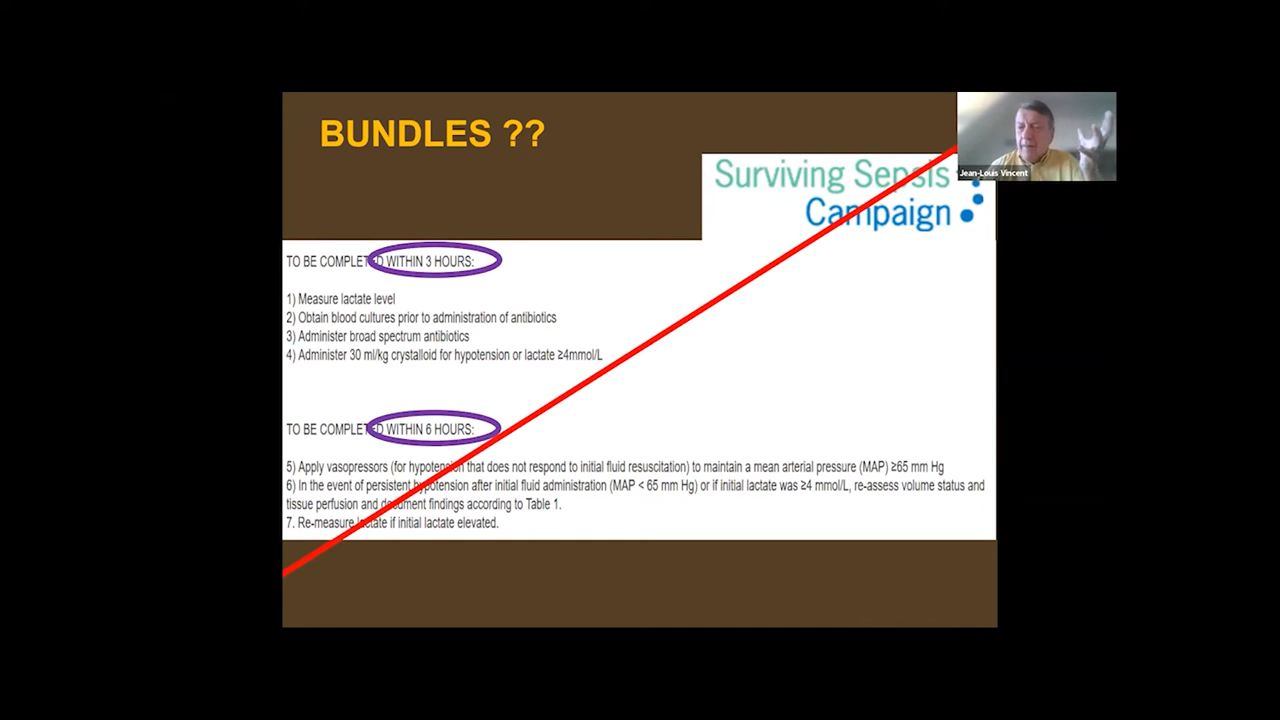 BUNDLES ??
Jean-Louis Vincent
Surviving Sepsis
Campaign
TO BE COMPLETED WITHIN 3 HOURS:
1) Measure lactate level
2) Obtain blood cultures prior to administration of antibiotics
3) Administer broad spectrum antibiotics
4) Administer 30 ml/kg crystalloid for hypotension or lactate ≥4mmol/L
TO BE COMPLETED WITHIN 6 HOURS:
5) Apply vasopressors (for hypotension that does not respond to initial fluid resuscitation) to maintain a mean arterial pressure (MAP) ≥65 mm Hg
6) In the event of persistent hypotension after initial fluid administration (MAP < 65 mm Hg) or if initial lactate was ≥4 mmol/L, re-assess volume status and
tissue perfusion and document findings according to Table 1.
7. Re-measure lactate if initial lactate elevated.